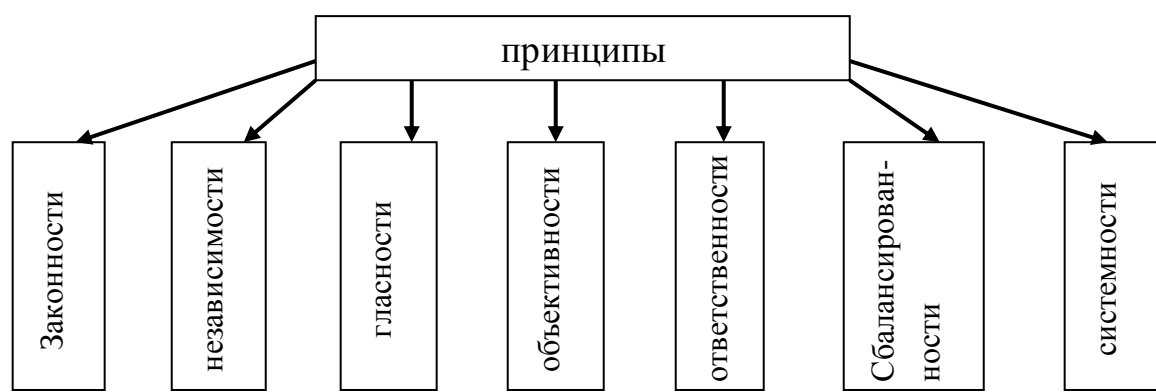 принципы
Законности
независимости
гласности
объективности
ответственности
Сбалансирован-
ности
системности